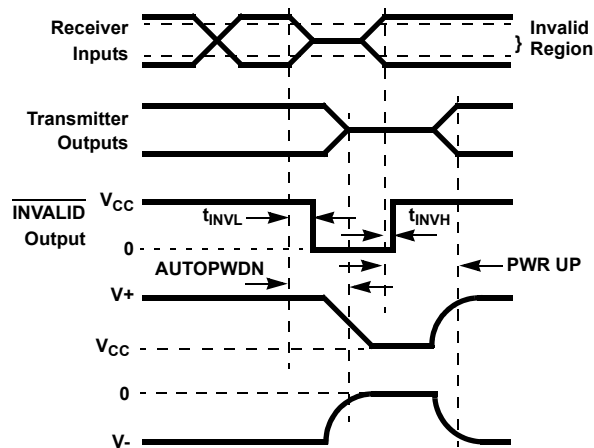 Receiver
Inputs
} Invalid
Region
Transmitter
Outputs
INVALID
Output
VCC
0
tINVL
tINVH
AUTOPWDN
PWR UP
V+
VCC
0
V-